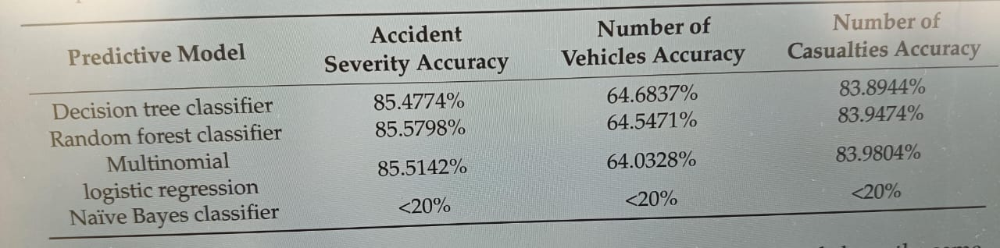 Predictive Model Accident Severity Accuracy Number of Vehicles Accuracy Number of Casualties Accuracy
Decision tree classifier 85.4774% 64.6837% 83.8944%
Random forest classifier 85.5798% 64.5471% 83.9474%
Multinomial
logistic regression 85.5142% 64.0328% 83.9804%
Naïve Bayes classifier <20% <20% <20%